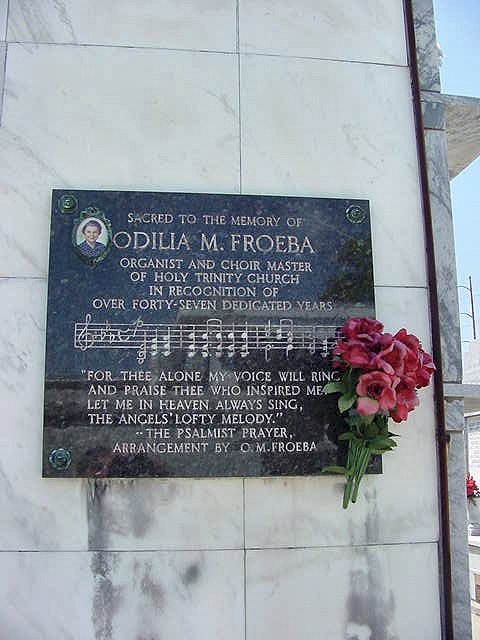 SACRED TO THE MEMORY OF
ODILIA M. FROEBA
ORGANIST AND CHOIR MASTER
OF HOLY TRINITY CHURCH
IN RECOGNITION OF
OVER FORTY-SEVEN DEDICATED YEARS
"FOR THEE ALONE MY VOICE WILL RING
AND PRAISE THEE WHO INSPIRED ME
LET ME IN HEAVEN ALWAYS SING,
THE ANGELS' LOFTY MELODY."
--THE PSALMIST PRAYER,
ARRANGEMENT BY O.M. FROEBA